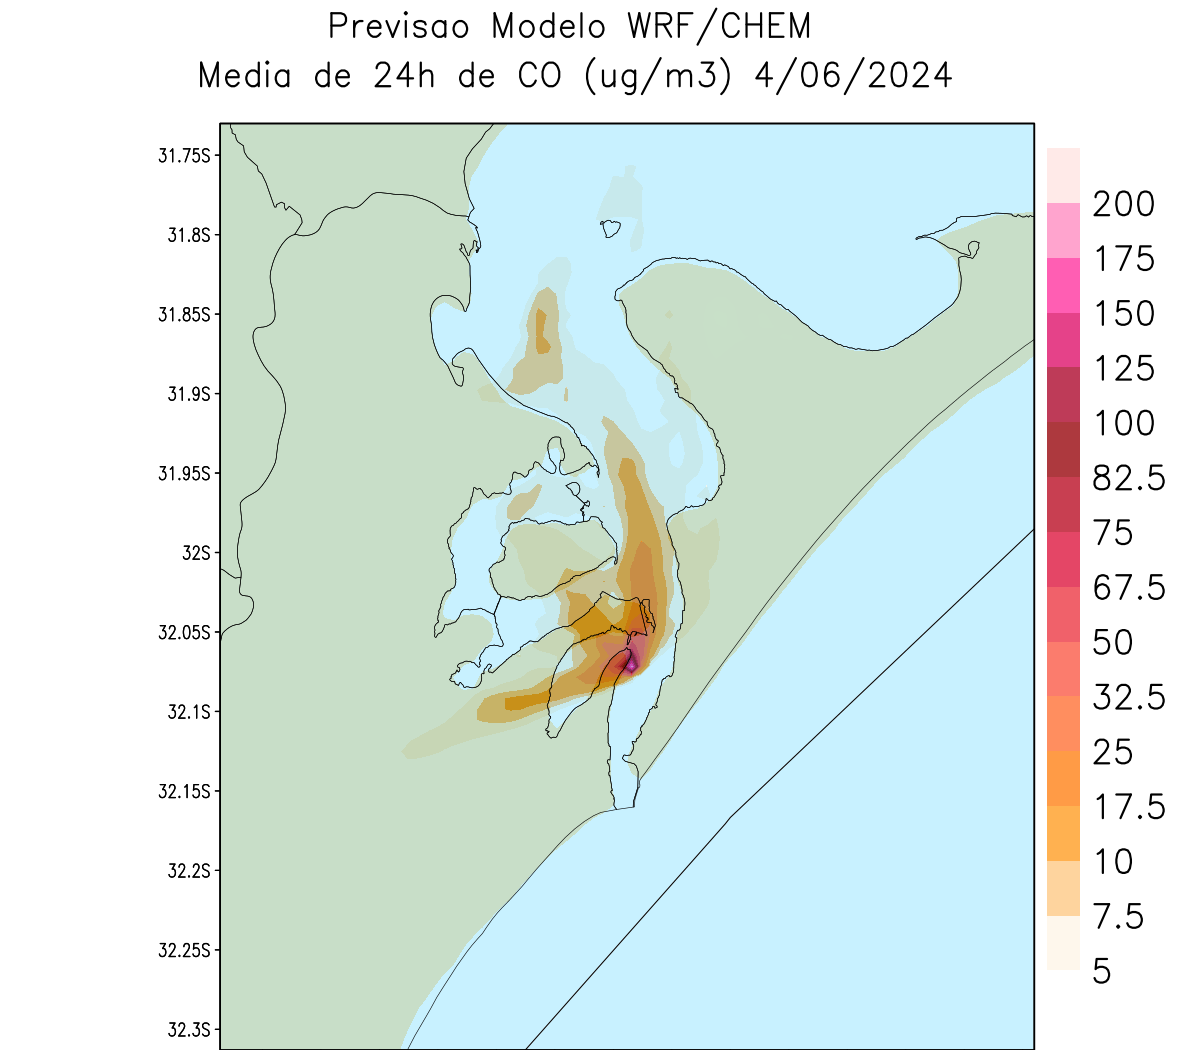 Previsao Modelo WRF/CHEM
Media de 24h de CO (ug/m3) 4/06/2024
31.75S
31.8S
31.85S
31.9S
31.95S
32S
32.05S
32.1S
32.15S
32.2S
32.25S
32.3S
200
175
150
125
100
82.5
75
67.5
50
32.5
25
17.5
10
7.5
5